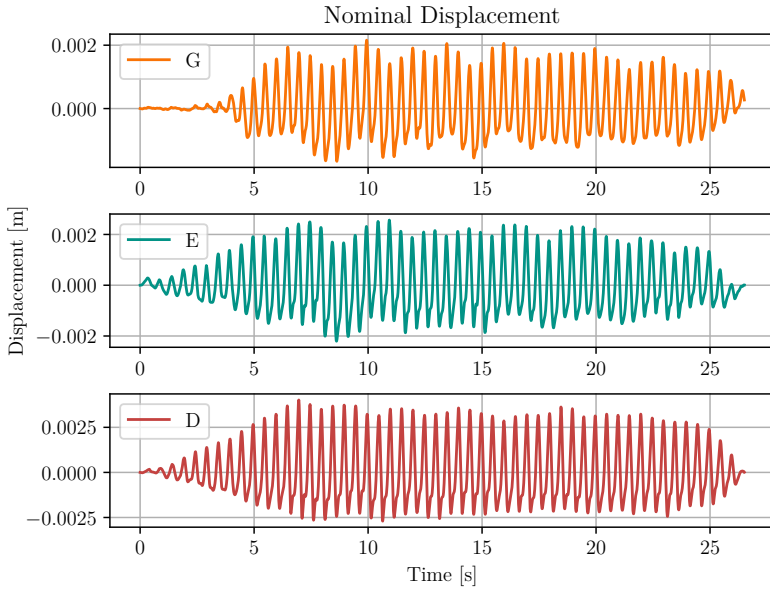 Nominal Displacement
0.002
0.000
G
0 5 10 15 20 25
Displacement [m]
0.002
0.000
−0.002
E
0 5 10 15 20 25
0.0025
0.0000
−0.0025
D
0 5 10 15 20 25
Time [s]